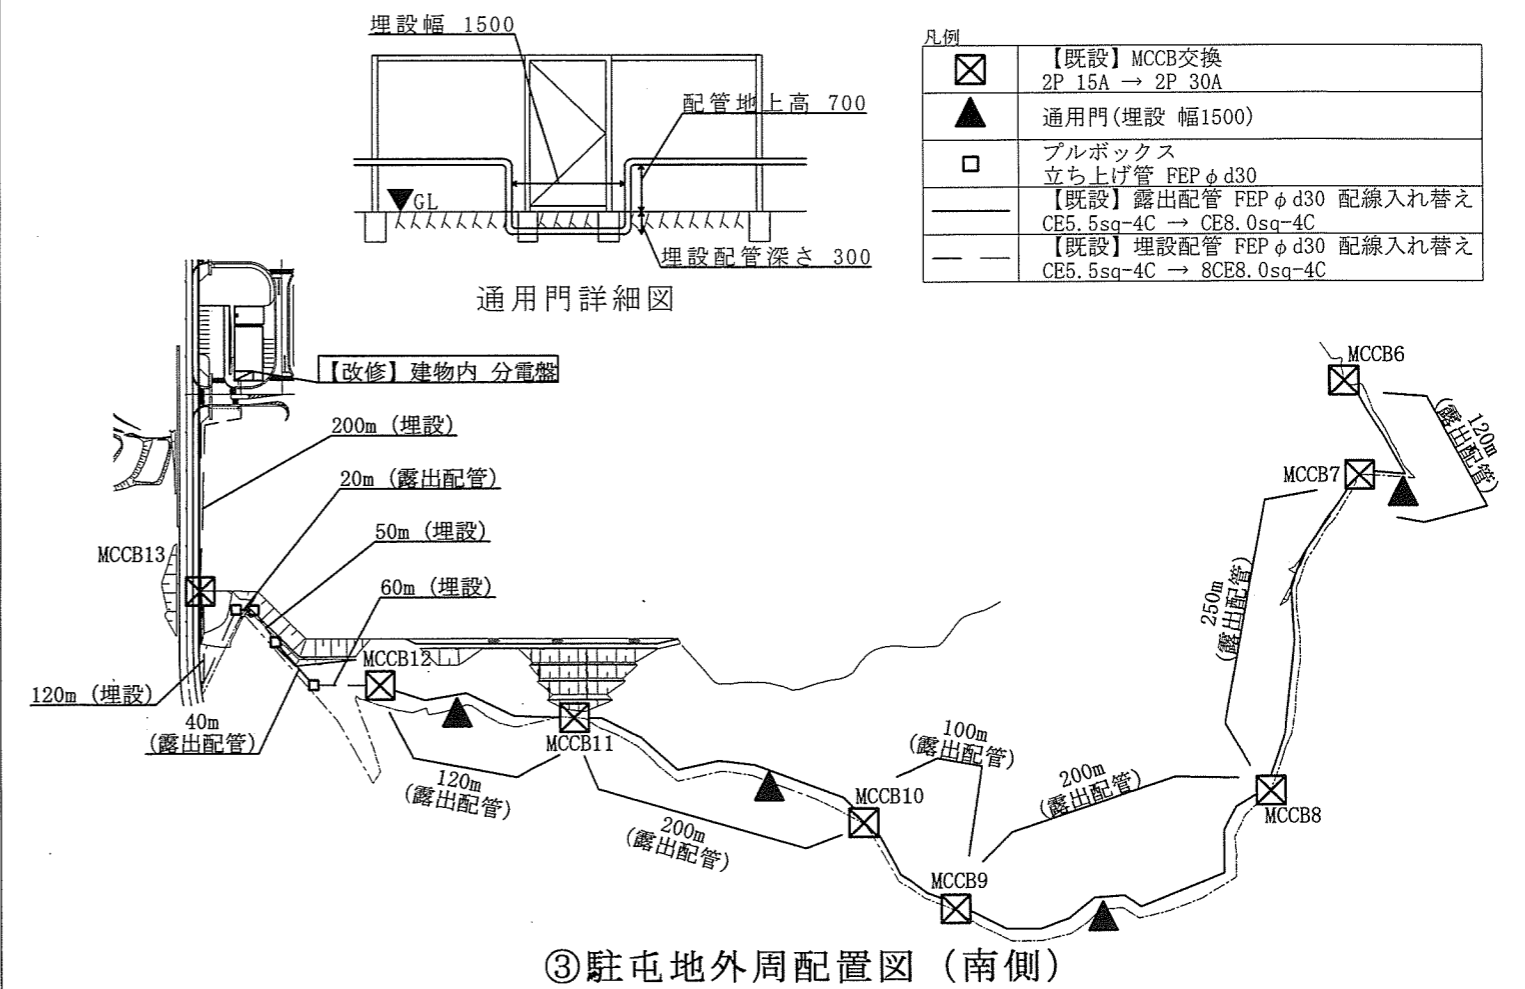 埋設幅 1500
配管地上高 700
GL
埋設配管深さ 300
通用門詳細図
凡例
【既設】MCCB交換
2P 15A → 2P 30A
通用門(埋設 幅1500)
プルボックス
立ち上げ管 FEPφd30
【既設】露出配管 FEPφd30 配線入れ替え
CE5.5sq-4C → CE8.0sq-4C
【既設】埋設配管 FEPφd30 配線入れ替え
CE5.5sq-4C → 8CE8.0sq-4C
【改修】建物内 分電盤
200m (埋設)
20m (露出配管)
50m (埋設)
MCCB13
60m (埋設)
120m (埋設)
40m
(露出配管)
MCCB12
120m
(露出配管)
MCCB11
200m
(露出配管)
MCCB10
100m
(露出配管)
MCCB9
200m
(露出配管)
MCCB8
250m
(露出配管)
MCCB7
MCCB6
120m
(露出配管)
③駐屯地外周配置図 (南側)